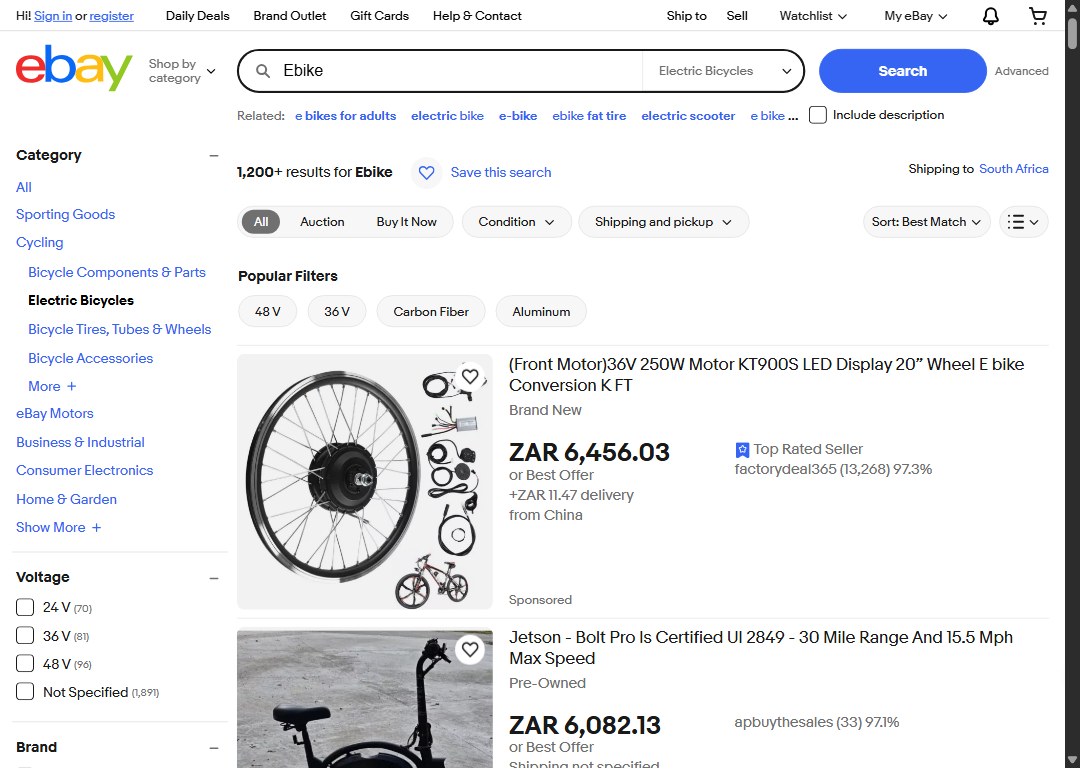 Hi! Sign in or register Daily Deals Brand Outlet Gift Cards Help & Contact Ship to Sell Watchlist My eBay
ebay
Shop by category
Ebike
Electric Bicycles
Search
Advanced
Related: e bikes for adults electric bike e-bike ebike fat tire electric scooter e bike ...
Include description
Category
All
Sporting Goods
Cycling
Bicycle Components & Parts
Electric Bicycles
Bicycle Tires, Tubes & Wheels
Bicycle Accessories
More +
eBay Motors
Business & Industrial
Consumer Electronics
Home & Garden
Show More +
Voltage
24 V (70)
36 V (81)
48 V (96)
Not Specified (1,891)
Brand
1,200+ results for Ebike
Save this search
Shipping to South Africa
All Auction Buy It Now Condition Shipping and pickup Sort: Best Match
Popular Filters
48 V 36 V Carbon Fiber Aluminum
(Front Motor)36V 250W Motor KT900S LED Display 20” Wheel E bike
Conversion K FT
Brand New
ZAR 6,456.03
or Best Offer
+ZAR 11.47 delivery
from China
Top Rated Seller
factorydeal365 (13,268) 97.3%
Sponsored
Jetson - Bolt Pro Is Certified Ul 2849 - 30 Mile Range And 15.5 Mph
Max Speed
Pre-Owned
ZAR 6,082.13
or Best Offer
Shipping not specified
apbuythesales (33) 97.1%